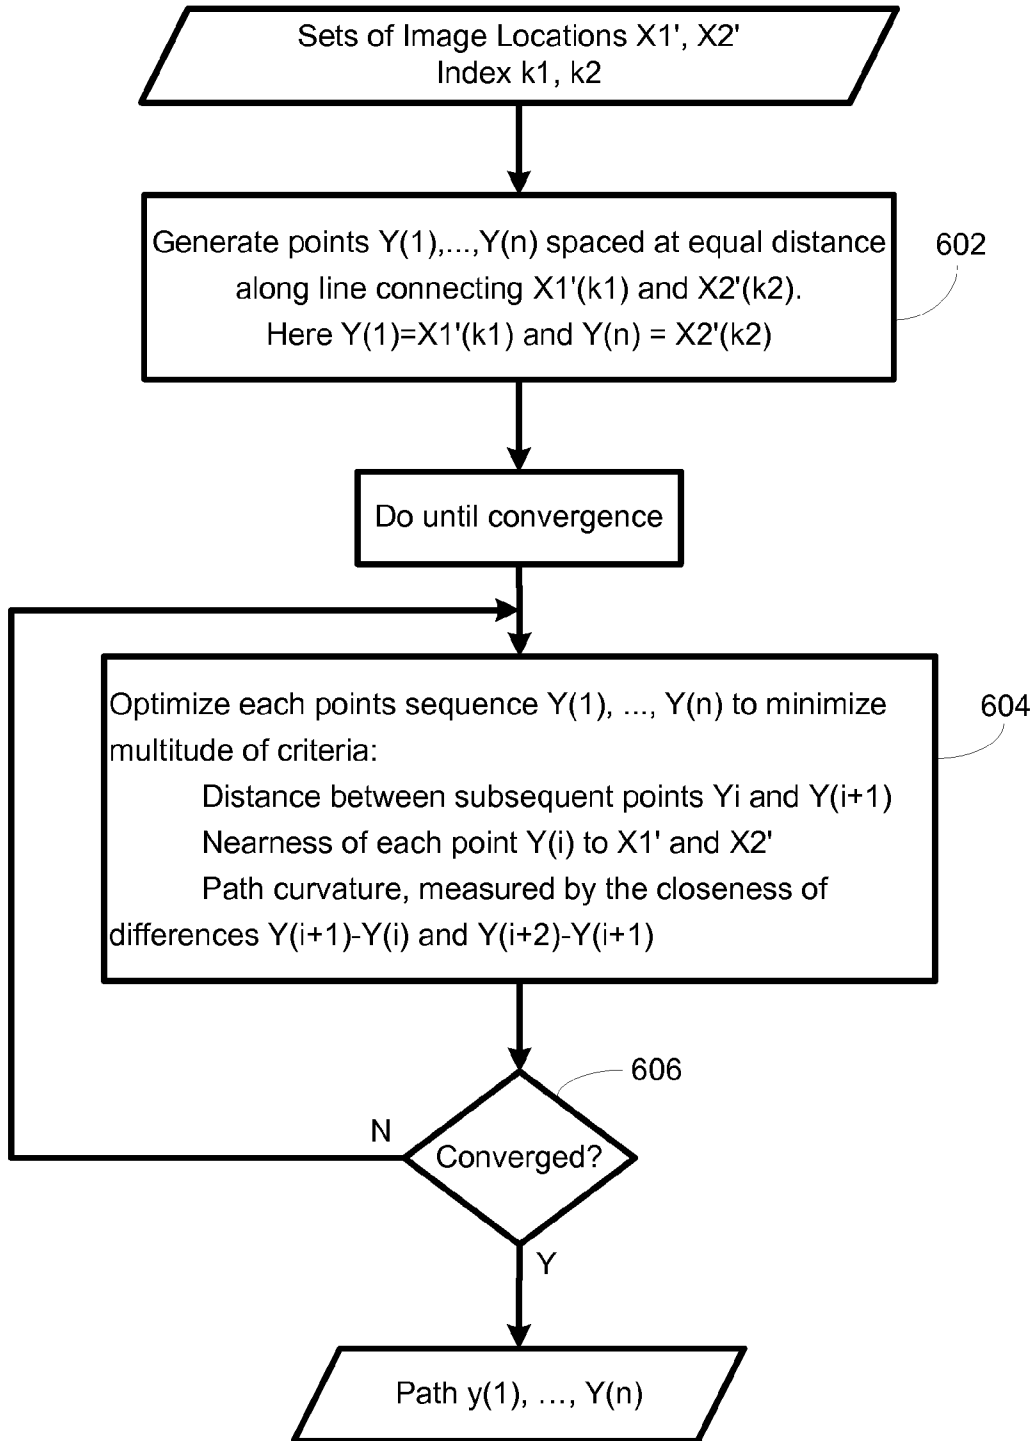 Sets of Image Locations X1', X2'
Index k1, k2
Generate points Y(1),...,Y(n) spaced at equal distance
along line connecting X1'(k1) and X2'(k2).
Here Y(1)=X1'(k1) and Y(n) = X2'(k2)
602
Do until convergence
Optimize each points sequence Y(1), ..., Y(n) to minimize
multitude of criteria:
Distance between subsequent points Yi and Y(i+1)
Nearness of each point Y(i) to X1' and X2'
Path curvature, measured by the closeness of
differences Y(i+1)-Y(i) and Y(i+2)-Y(i+1)
604
606
N
Converged?
Y
Path y(1), ..., Y(n)